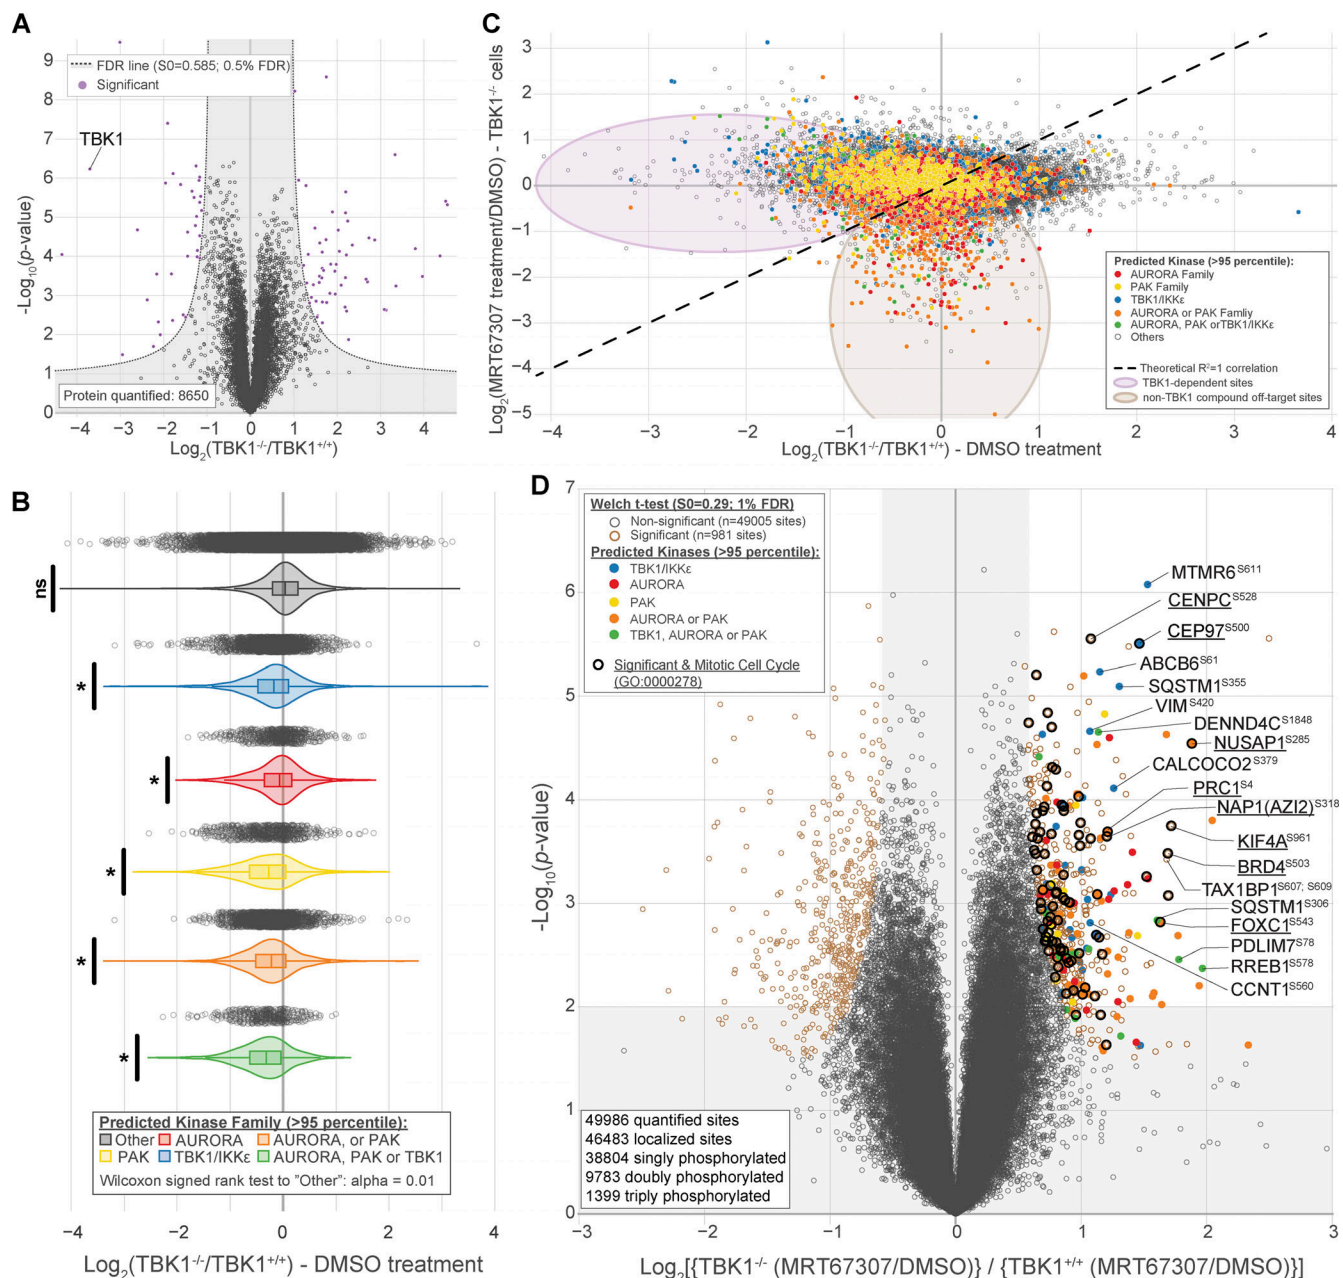 A
9
8
7
6
5
4
3
2
1
0
-Log10(p-value)
FDR line (S0=0.585; 0.5% FDR)
Significant
TBK1
Protein quantified: 8650
−4
−3
−2
−1
0
1
2
3
4
Log2(TBK1-/-/TBK1+/+)
C
3
2
1
0
−1
−2
−3
−4
−5
Log2(MRT67307 treatment/DMSO) - TBK1-/- cells
Predicted Kinase (>95 percentile):
AURORA Family
PAK Family
TBK1/IKKε
AURORA or PAK Famliy
AURORA, PAK orTBK1/IKKε
Others
Theoretical R2=1 correlation
TBK1-dependent sites
non-TBK1 compound off-target sites
−4
−3
−2
−1
0
1
2
3
4
Log2(TBK1-/-/TBK1+/+) - DMSO treatment
B
−4
−2
0
2
ns
*
*
*
*
*
Predicted Kinase Family (>95 percentile):
Other AURORA AURORA, or PAK
PAK TBK1/IKKε AURORA, PAK or TBK1
Wilcoxon signed rank test to "Other": alpha = 0.01
−4
−2
0
2
Log2(TBK1-/-/TBK1+/+) - DMSO treatment
D
7
6
5
4
3
2
1
0
-Log10(p-value)
Welch t-test (S0=0.29; 1% FDR)
Non-significant (n=49005 sites)
Significant (n=981 sites)
Predicted Kinases (>95 percentile):
TBK1/IKKε
AURORA
PAK
AURORA or PAK
TBK1, AURORA or PAK
Significant & Mitotic Cell Cycle
(GO:0000278)
MTMR6S611
CENPCS528
CEP97S500
ABCB6S61
SQSTM1S355
VIMS420
DENND4CS1848
NUSAP1S285
CALCOCO2S379
PRC1S4
NAP1(AZI2)S318
KIF4AS961
BRD4S503
TAX1BP1S607; S609
SQSTM1S306
FOXC1S543
PDLIM7S78
RREB1S578
CCNT1S560
49986 quantified sites
46483 localized sites
38804 singly phosphorylated
9783 doubly phosphorylated
1399 triply phosphorylated
−3
−2
−1
0
1
2
3
Log2[{TBK1-/- (MRT67307/DMSO)} / {TBK1+/+ (MRT67307/DMSO)}]